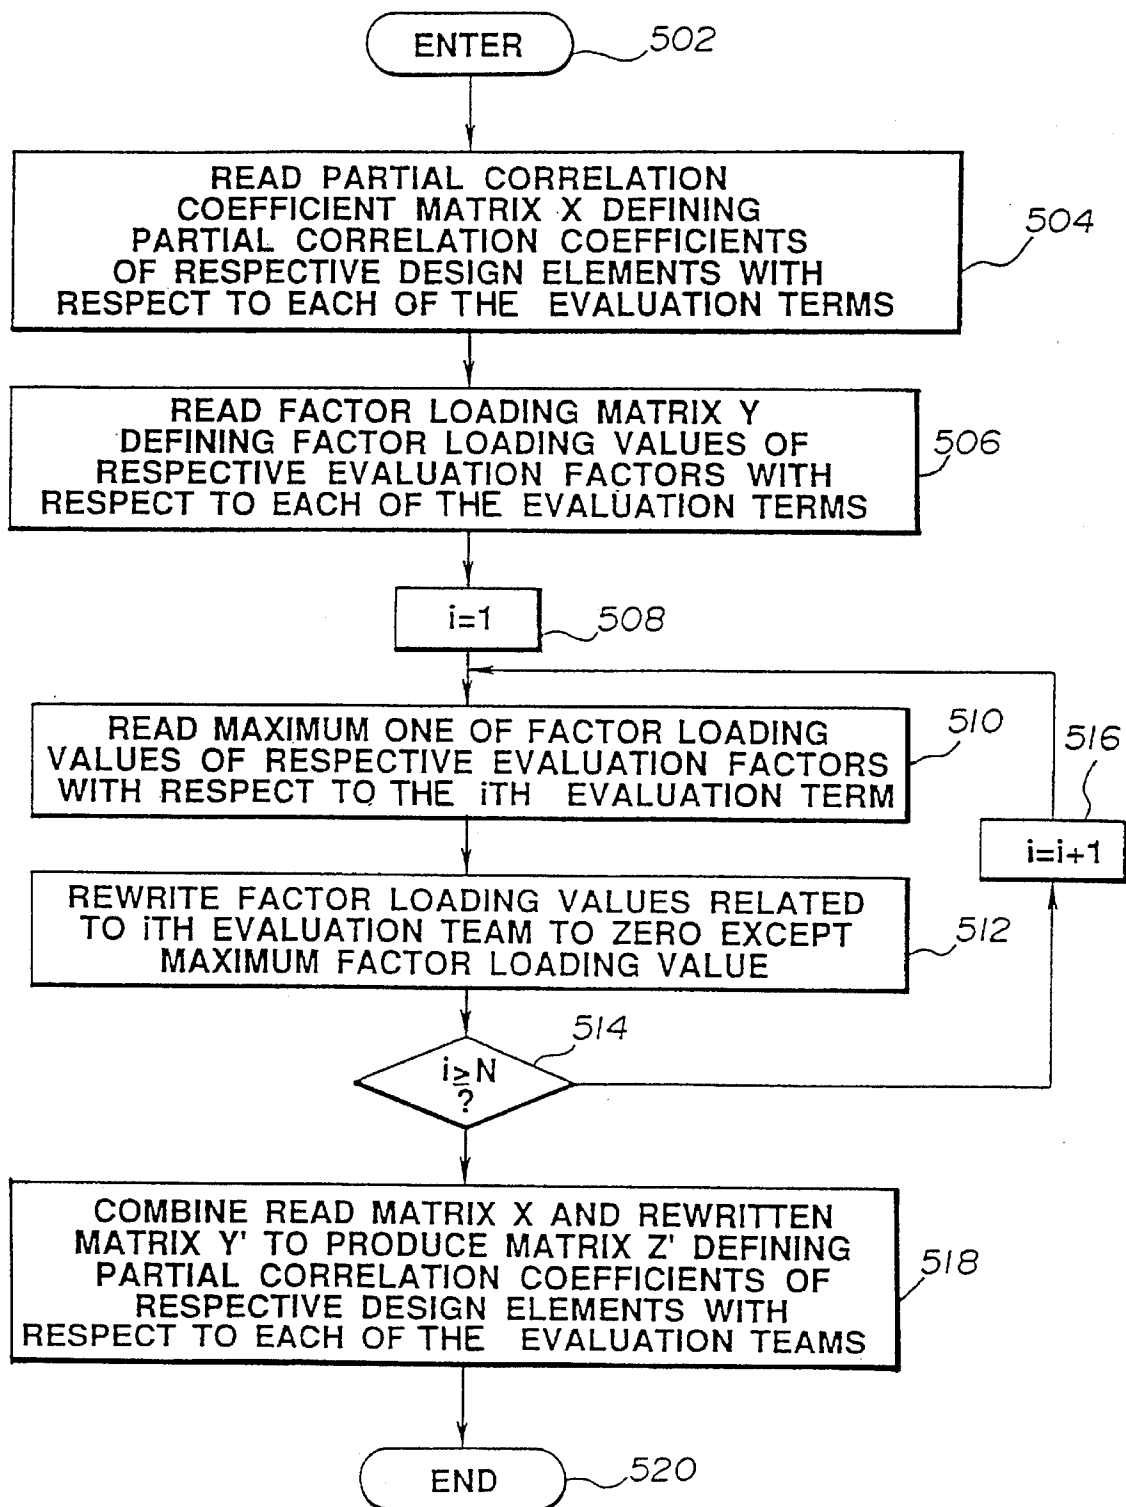 ENTER
502
READ PARTIAL CORRELATION
COEFFICIENT MATRIX X DEFINING
PARTIAL CORRELATION COEFFICIENTS
OF RESPECTIVE DESIGN ELEMENTS WITH
RESPECT TO EACH OF THE EVALUATION TERMS
504
READ FACTOR LOADING MATRIX Y
DEFINING FACTOR LOADING VALUES OF
RESPECTIVE EVALUATION FACTORS WITH
RESPECT TO EACH OF THE EVALUATION TERMS
506
i=1
508
READ MAXIMUM ONE OF FACTOR LOADING
VALUES OF RESPECTIVE EVALUATION FACTORS
WITH RESPECT TO THE iTH EVALUATION TERM
510
516
i=i+1
REWRITE FACTOR LOADING VALUES RELATED
TO iTH EVALUATION TEAM TO ZERO EXCEPT
MAXIMUM FACTOR LOADING VALUE
512
514
i≥N
?
COMBINE READ MATRIX X AND REWRITTEN
MATRIX Y' TO PRODUCE MATRIX Z' DEFINING
PARTIAL CORRELATION COEFFICIENTS OF
RESPECTIVE DESIGN ELEMENTS WITH
RESPECT TO EACH OF THE EVALUATION TEAMS
518
END
520